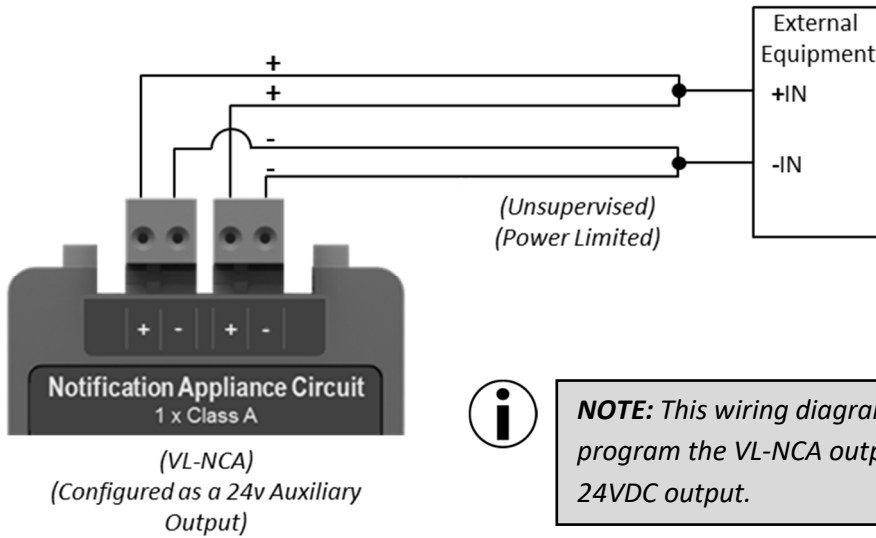 External
Equipment
+
+IN
+
-
-IN
-
(Unsupervised)
(Power Limited)
+ - + -
Notification Appliance Circuit
1 x Class A
(VL-NCA)
(Configured as a 24v Auxiliary
Output)
NOTE: This wiring diagra
program the VL-NCA outp
24VDC output.